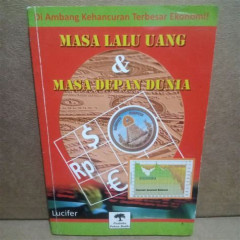 Di Ambang Kehancuran Terbesar Ekonomi!!
MASA LALU UANG
&
MASA DEPAN DUNIA
$
Rp
€
Lucifer